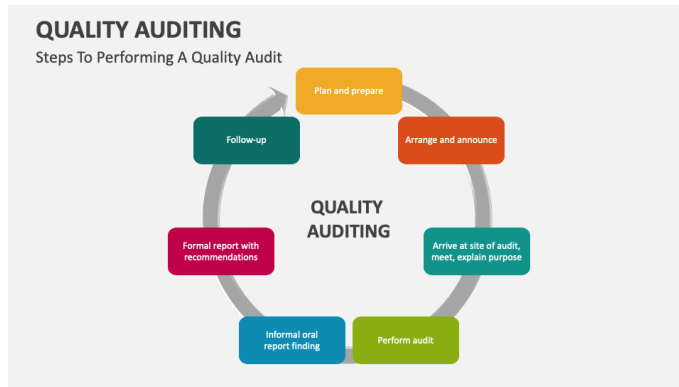 QUALITY AUDITING
Steps To Performing A Quality Audit
Plan and prepare
Arrange and announce
Arrive at site of audit,
meet, explain purpose
Perform audit
Informal oral
report finding
Formal report with
recommendations
Follow-up
QUALITY
AUDITING